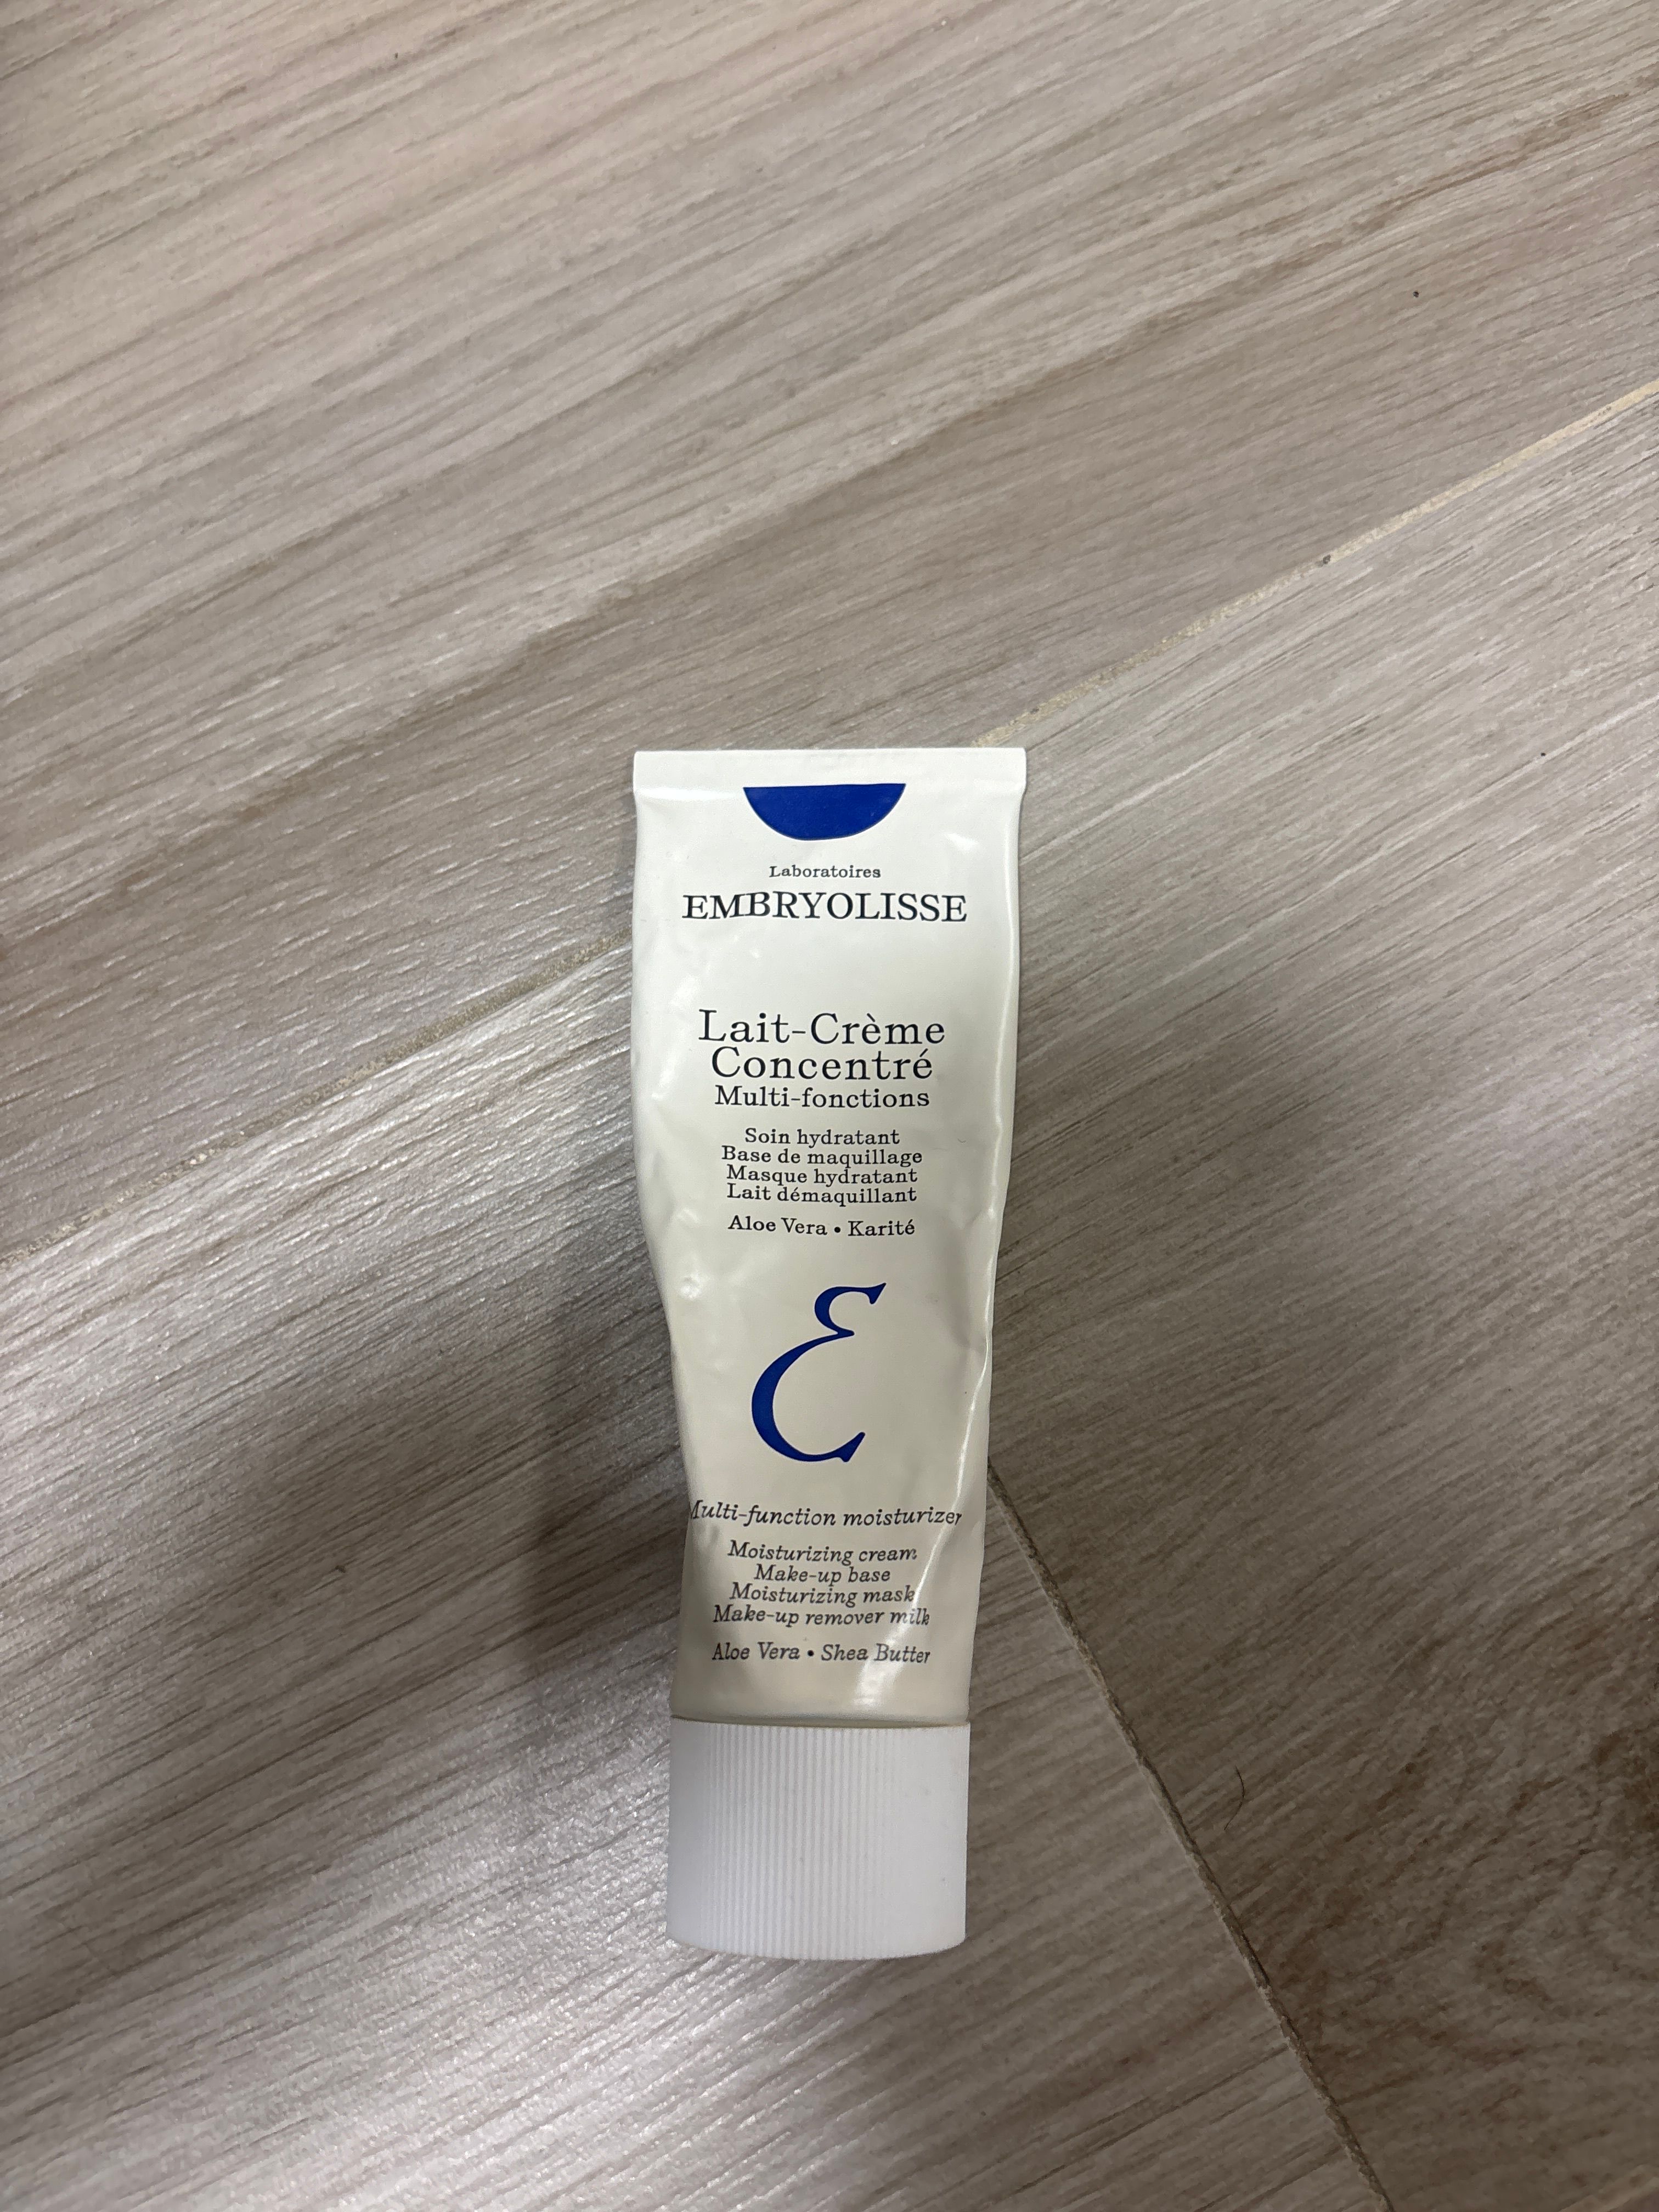 Laboratoires
EMBRYOLISSE
Lait-Crème
Concentré
Multi-fonctions
Soin hydratant
Base de maquillage
Masque hydratant
Lait démaquillant
Aloe Vera • Karité
E
Multi-function moisturizer
Moisturizing cream
Make-up base
Moisturizing mask
Make-up remover milk
Aloe Vera • Shea Butter